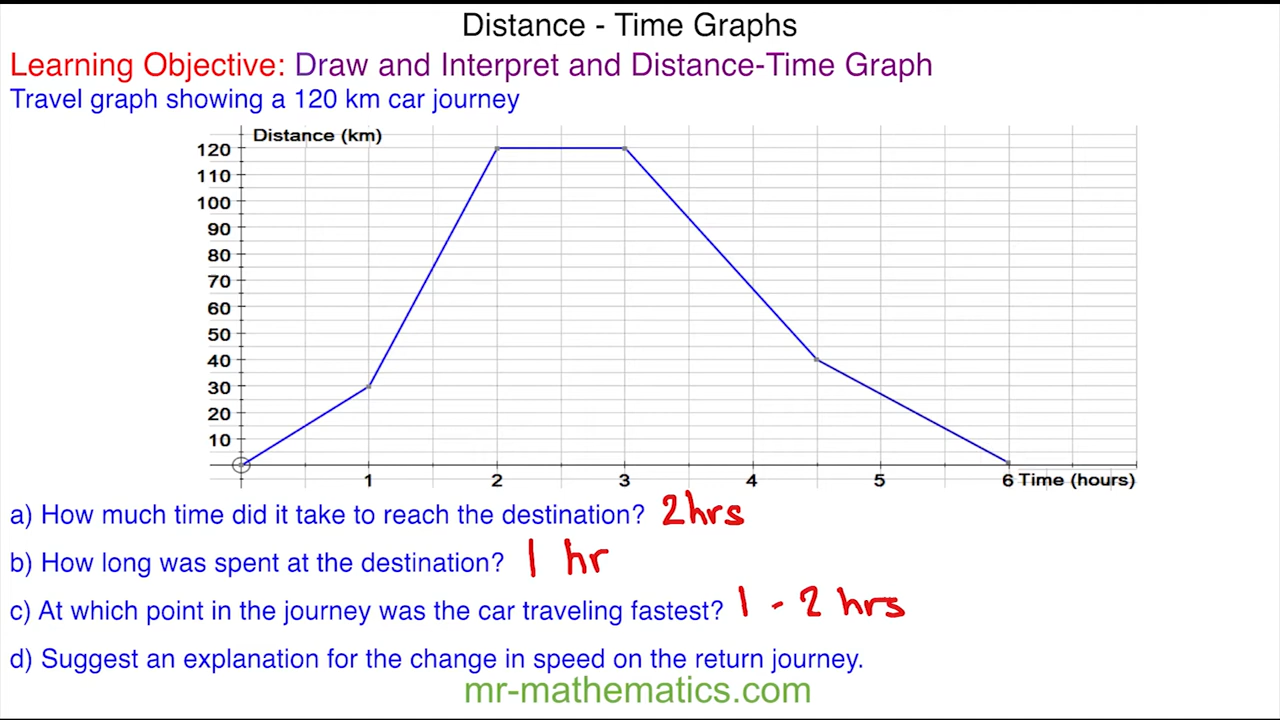 Distance - Time Graphs
Learning Objective: Draw and Interpret and Distance-Time Graph
Travel graph showing a 120 km car journey
Distance (km)
120
110
100
90
80
70
60
50
40
30
20
10
1 2 3 4 5 6 Time (hours)
a) How much time did it take to reach the destination? 2hrs
b) How long was spent at the destination? 1 hr
c) At which point in the journey was the car traveling fastest? 1 - 2 hrs
d) Suggest an explanation for the change in speed on the return journey.
mr-mathematics.com